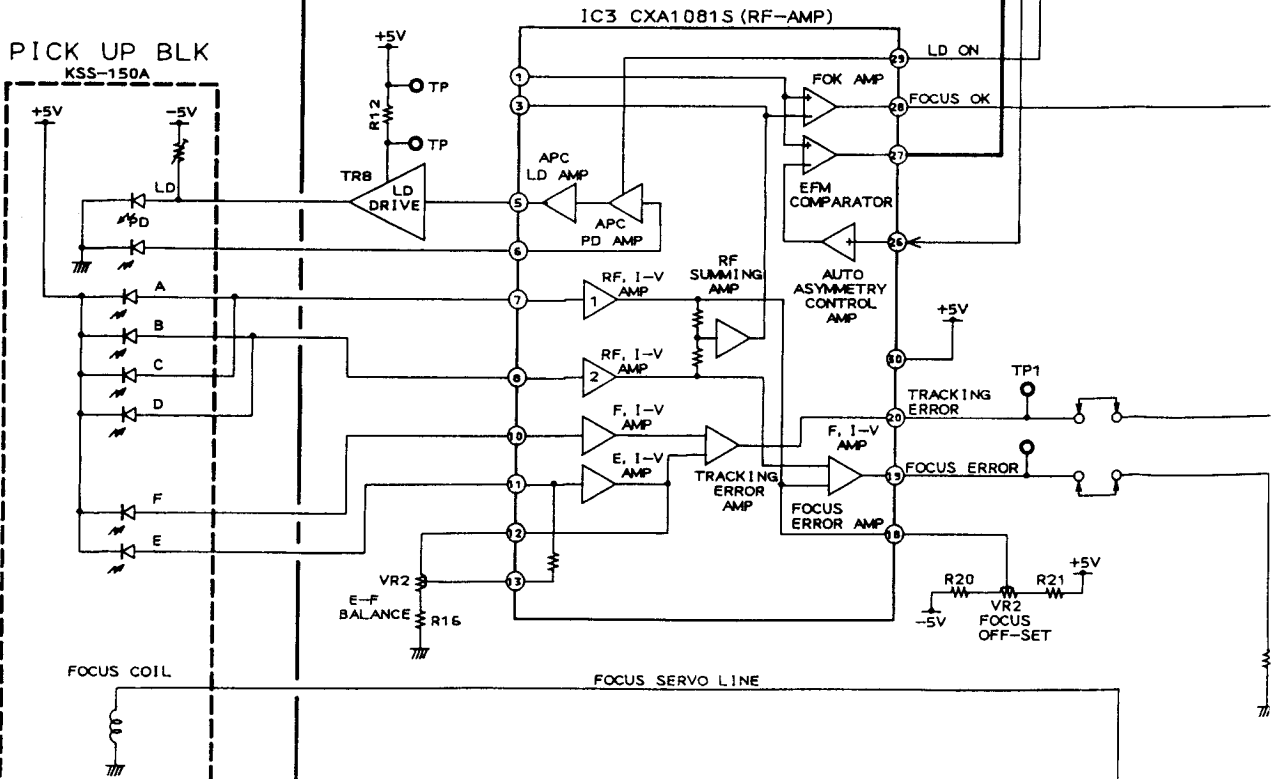 IC3 CXA1081S (RF-AMP)
PICK UP BLK
KSS-150A
+5V
-5V
LD
PD
A
B
C
D
F
E
+5V
TP
R12
TP
TR8
LD
DRIVE
1
3
5
6
7
8
10
11
12
13
APC
LD AMP
APC
PD AMP
RF, I-V
AMP
1
RF, I-V
AMP
2
F, I-V
AMP
E, I-V
AMP
RF
SUMMING
AMP
TRACKING
ERROR
AMP
F, I-V
AMP
FOCUS
ERROR AMP
FOK AMP
EFM
COMPARATOR
AUTO
ASYMMETRY
CONTROL
AMP
29
28
27
26
30
20
19
18
LD ON
FOCUS OK
+5V
TRACKING
ERROR
TP1
FOCUS ERROR
R20
R21
+5V
-5V
VR2
FOCUS
OFF-SET
VR2
E-F
BALANCE
R16
FOCUS COIL
FOCUS SERVO LINE